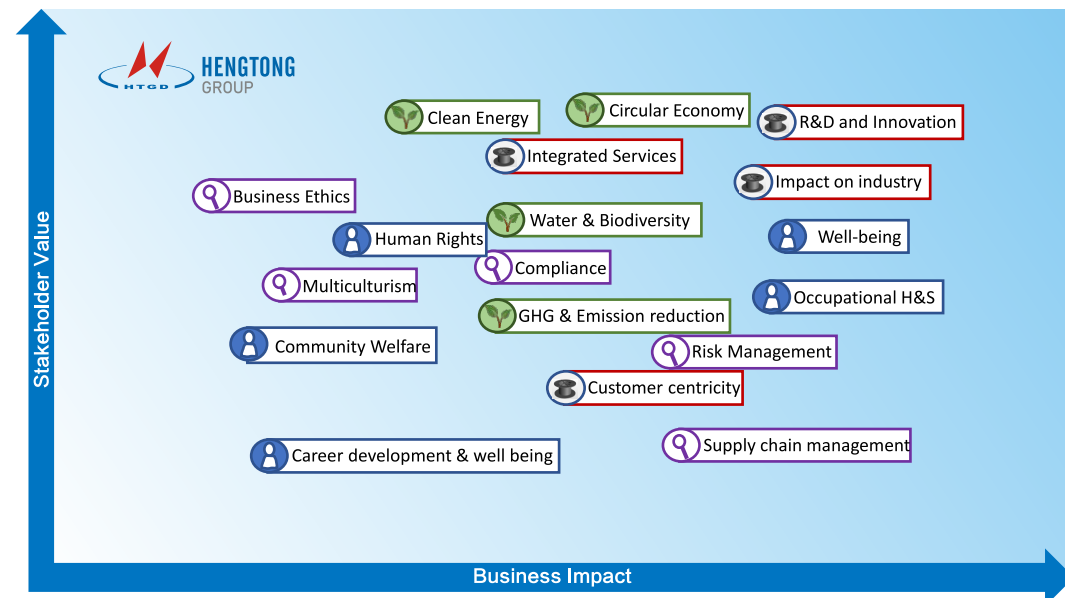 HENGTONG
GROUP
HTGD
Clean Energy
Circular Economy
R&D and Innovation
Integrated Services
Impact on industry
Business Ethics
Water & Biodiversity
Human Rights
Well-being
Compliance
Multiculturism
Occupational H&S
GHG & Emission reduction
Community Welfare
Risk Management
Customer centricity
Supply chain management
Career development & well being
Stakeholder Value
Business Impact